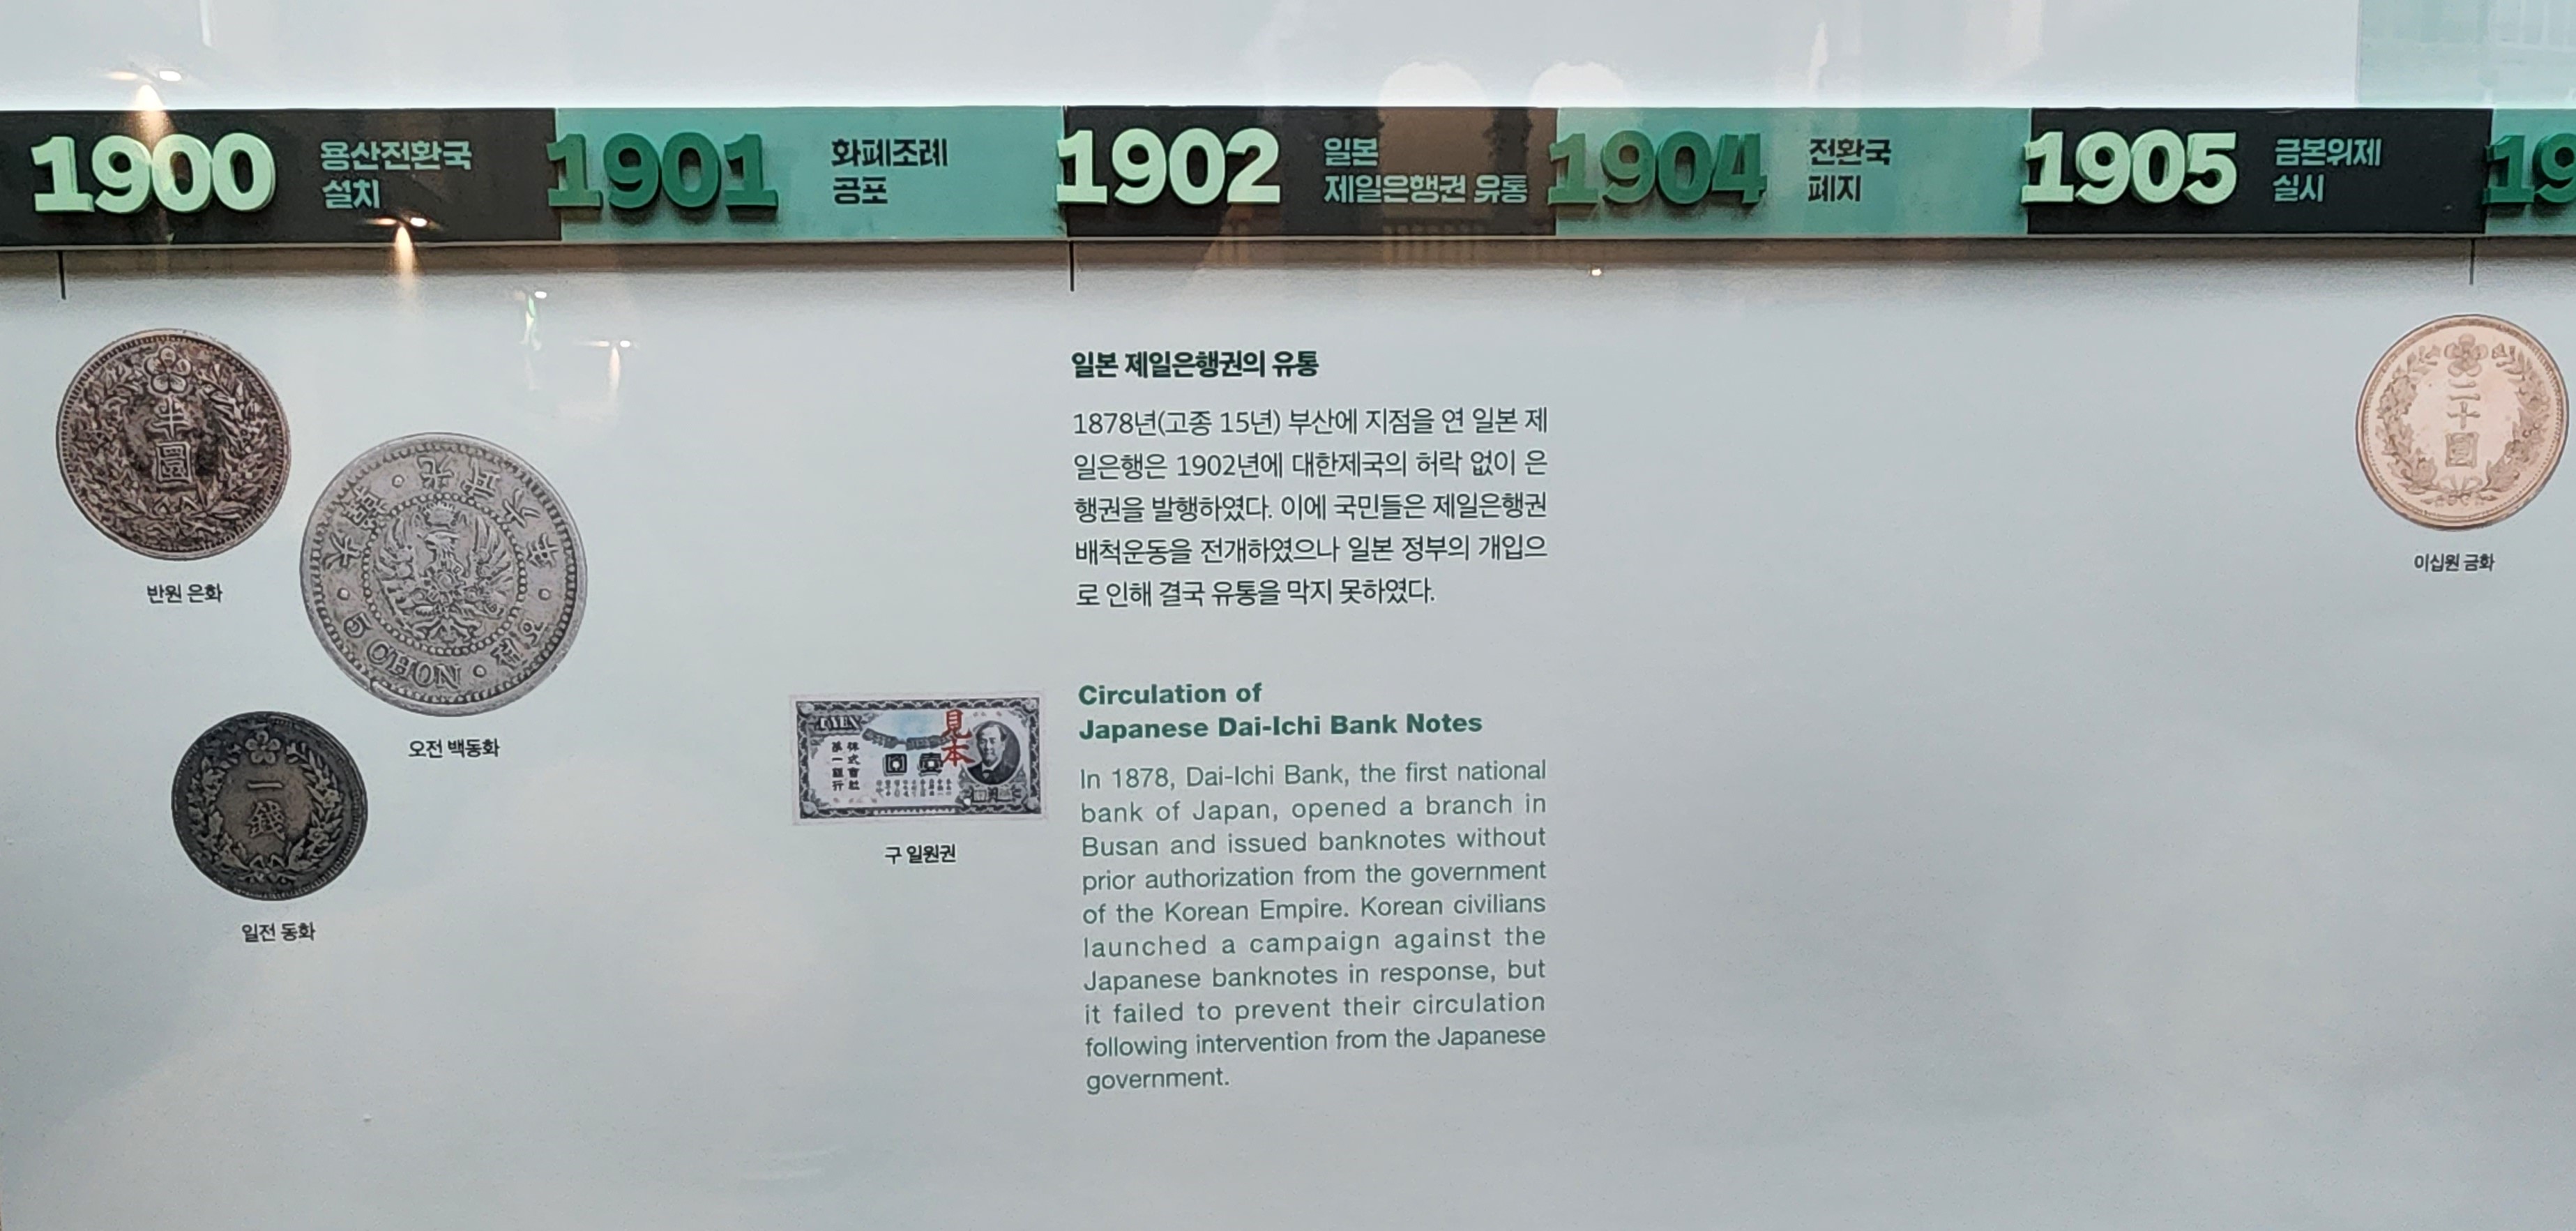 1900
용산전환국
설치
1901
화폐조례
공포
1902
일본
제일은행권 유통
1904
전환국
폐지
1905
금본위제
실시
19
半
圓
반원 은화
5 CHON
오전 백동화
一
錢
일전 동화
見
本
구 일원권
일본 제일은행권의 유통
1878년(고종 15년) 부산에 지점을 연 일본 제
일은행은 1902년에 대한제국의 허락 없이 은
행권을 발행하였다. 이에 국민들은 제일은행권
배척운동을 전개하였으나 일본 정부의 개입으
로 인해 결국 유통을 막지 못하였다.
Circulation of
Japanese Dai-Ichi Bank Notes
In 1878, Dai-Ichi Bank, the first national
bank of Japan, opened a branch in
Busan and issued banknotes without
prior authorization from the government
of the Korean Empire. Korean civilians
launched a campaign against the
Japanese banknotes in response, but
it failed to prevent their circulation
following intervention from the Japanese
government.
二
十
圜
이십원 금화